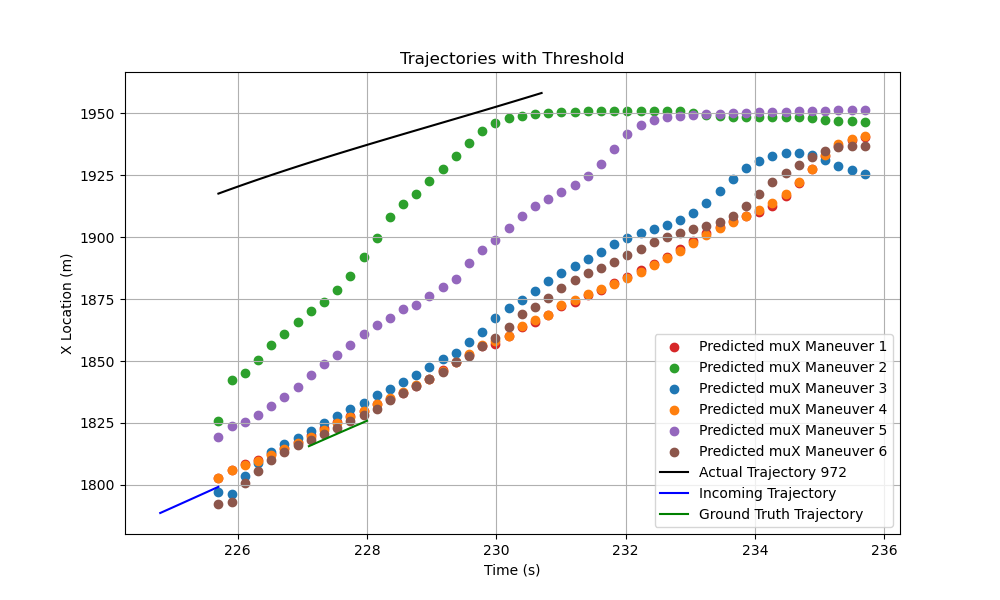 Trajectories with Threshold
X Location (m)
1950
1925
1900
1875
1850
1825
1800
226
228
230
232
234
236
Time (s)
Predicted muX Maneuver 1
Predicted muX Maneuver 2
Predicted muX Maneuver 3
Predicted muX Maneuver 4
Predicted muX Maneuver 5
Predicted muX Maneuver 6
Actual Trajectory 972
Incoming Trajectory
Ground Truth Trajectory